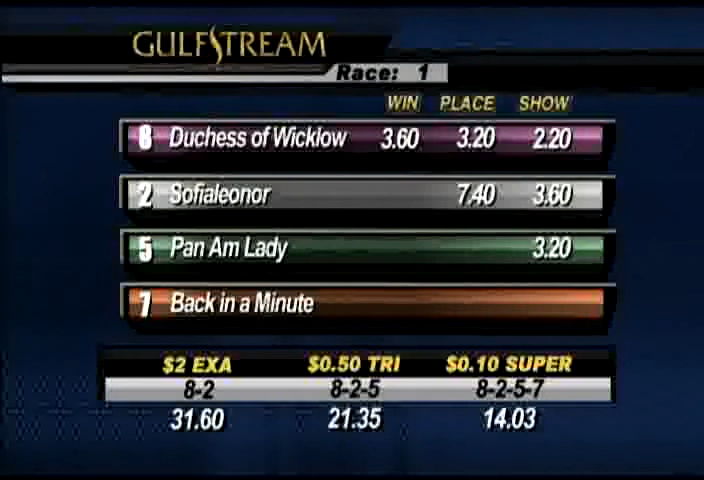 GULFSTREAM
Race: 1
WIN PLACE SHOW
8 Duchess of Wicklow 3.60 3.20 2.20
2 Sofialeonor 7.40 3.60
5 Pan Am Lady 3.20
7 Back in a Minute
$2 EXA $0.50 TRI $0.10 SUPER
8-2 8-2-5 8-2-5-7
31.60 21.35 14.03